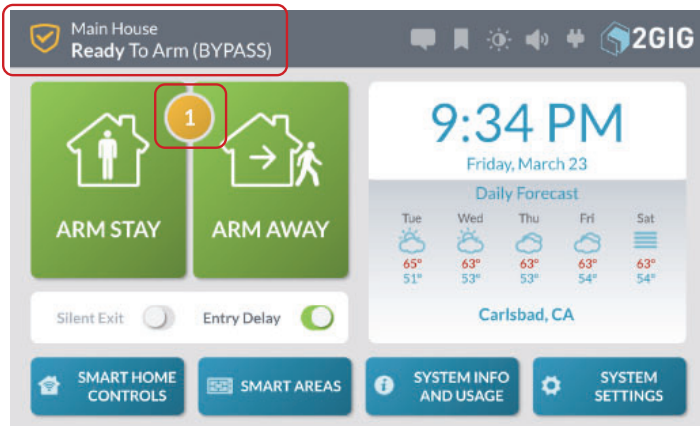 Main House
Ready To Arm (BYPASS)
2GIG
1
ARM STAY
ARM AWAY
Silent Exit
Entry Delay
9:34 PM
Friday, March 23
Daily Forecast
Tue Wed Thu Fri Sat
65° 63° 63° 63° 63°
51° 53° 53° 54° 54°
Carlsbad, CA
SMART HOME
CONTROLS
SMART AREAS
SYSTEM INFO
AND USAGE
SYSTEM
SETTINGS